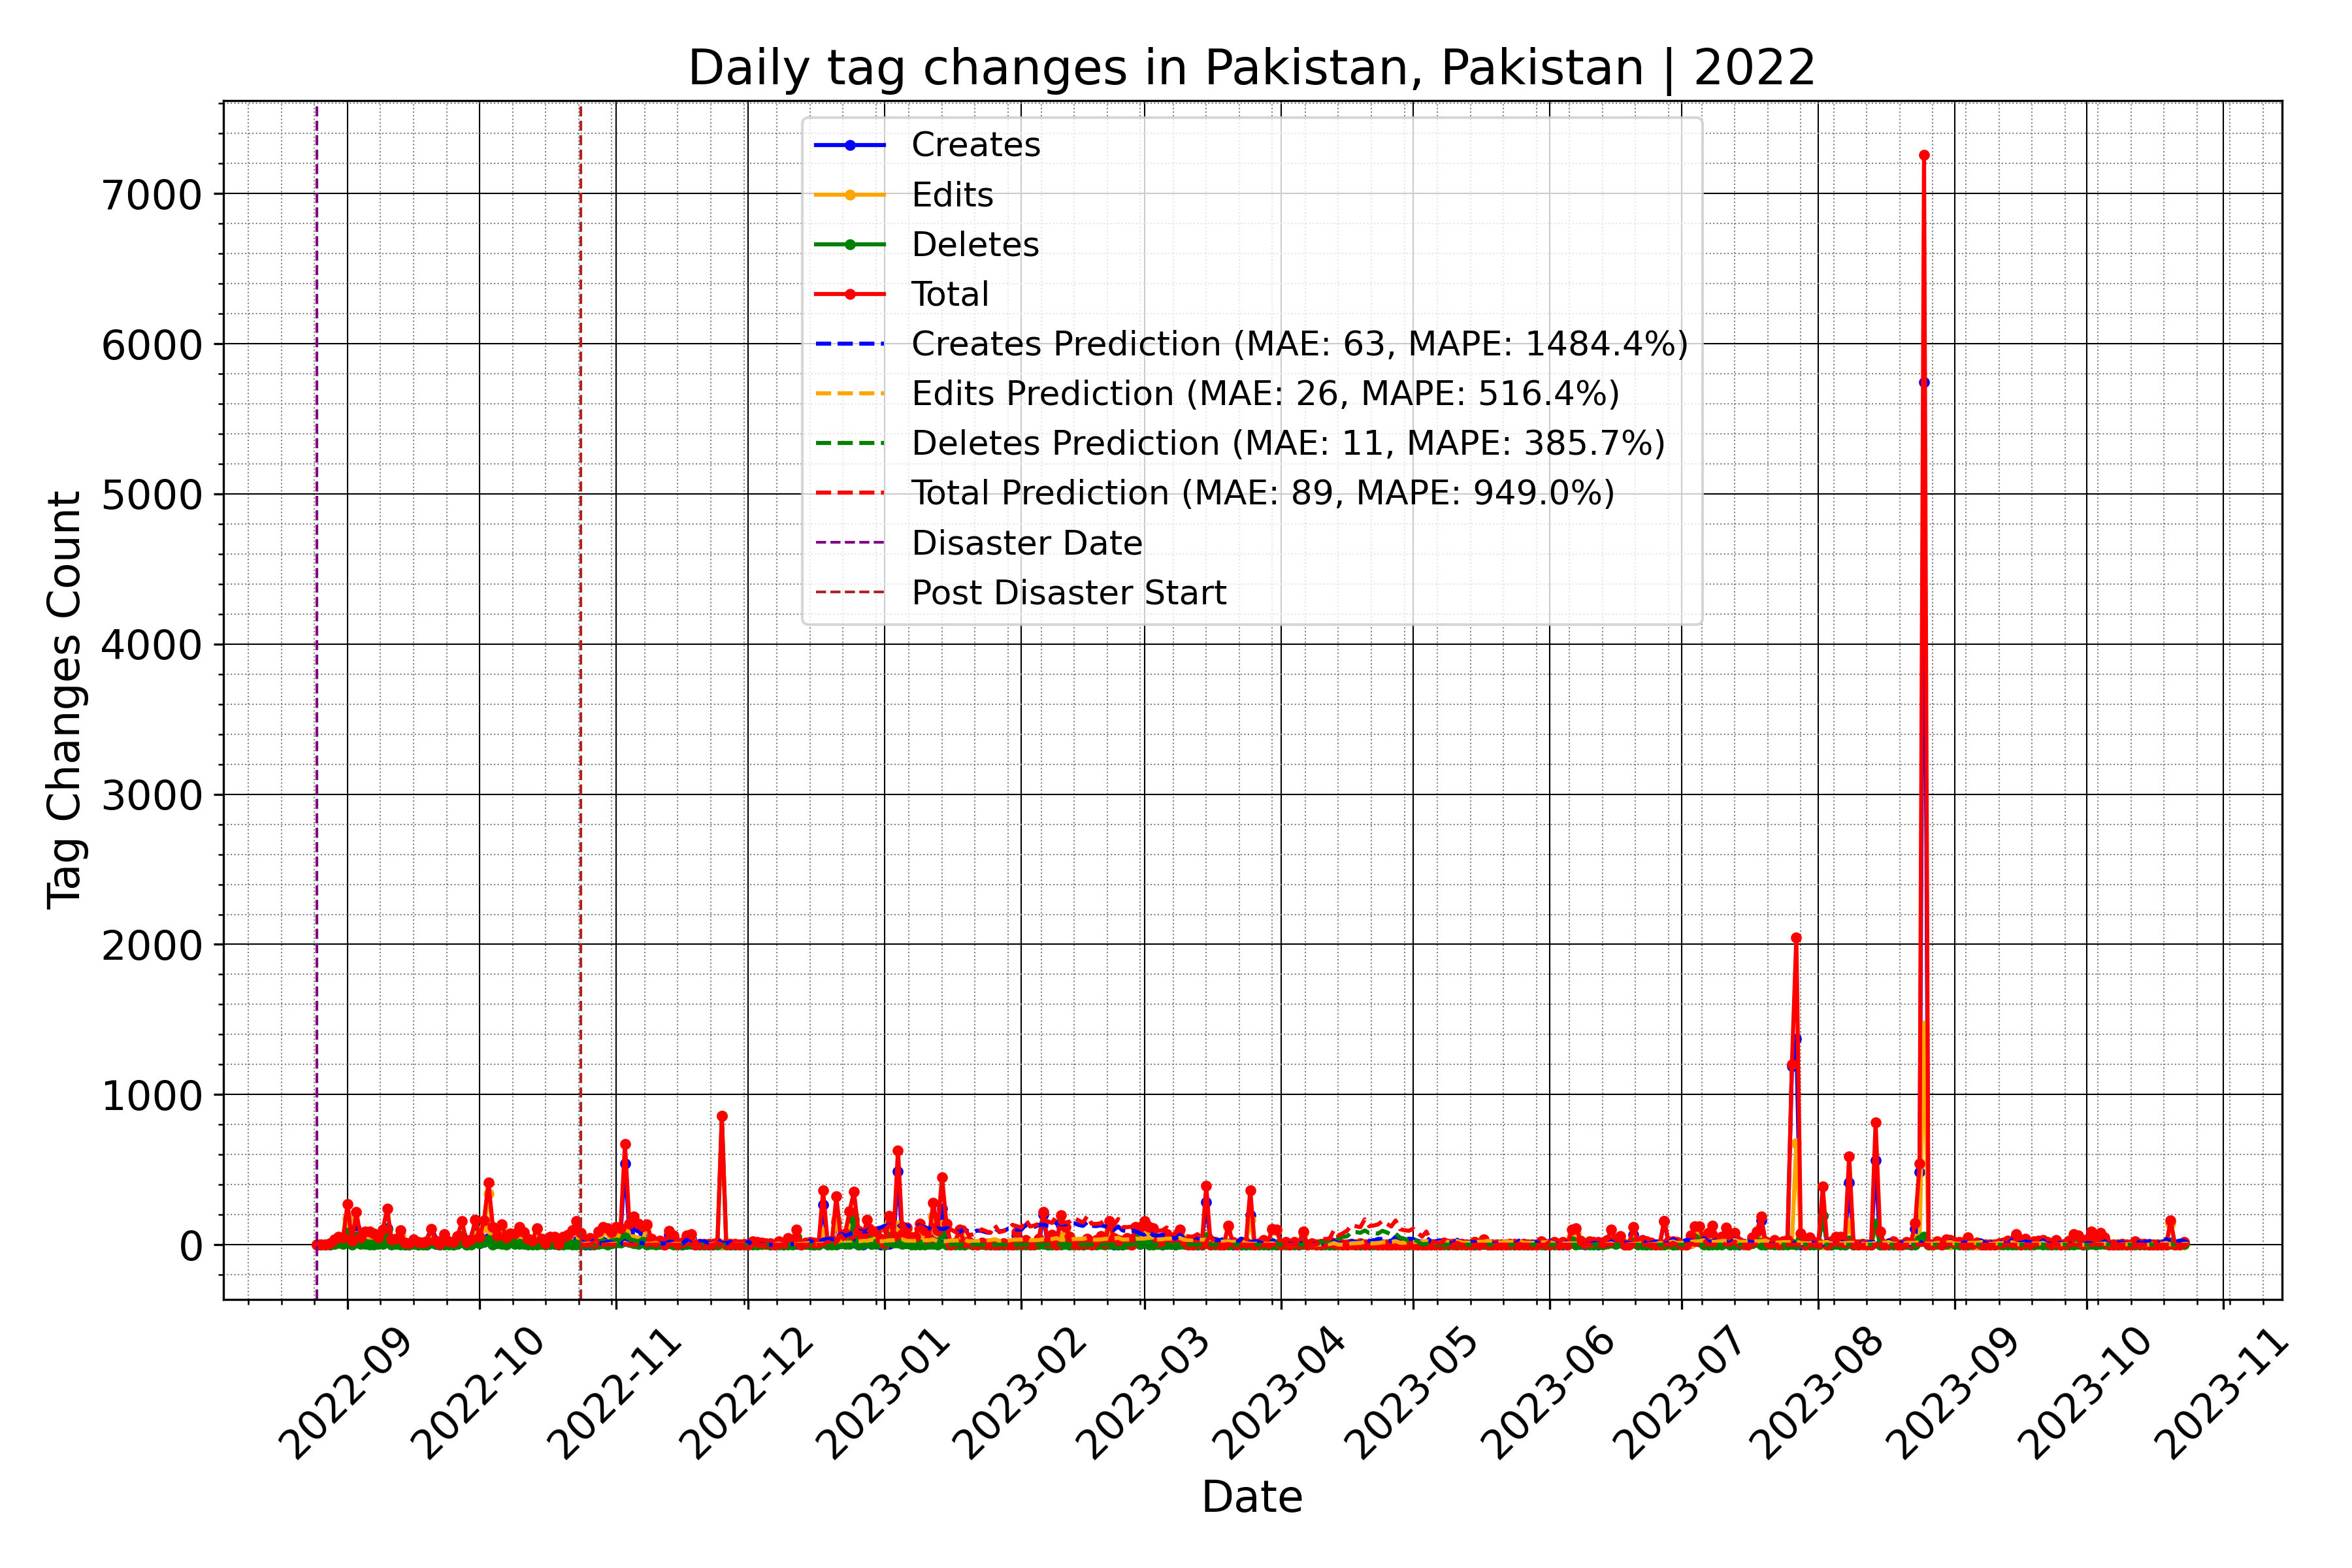 Daily tag changes in Pakistan, Pakistan | 2022
Creates
Edits
Deletes
Total
Creates Prediction (MAE: 63, MAPE: 1484.4%)
Edits Prediction (MAE: 26, MAPE: 516.4%)
Deletes Prediction (MAE: 11, MAPE: 385.7%)
Total Prediction (MAE: 89, MAPE: 949.0%)
Disaster Date
Post Disaster Start
Tag Changes Count
7000
6000
5000
4000
3000
2000
1000
0
2022-09
2022-10
2022-11
2022-12
2023-01
2023-02
2023-03
2023-04
2023-05
2023-06
2023-07
2023-08
2023-09
2023-10
2023-11
Date